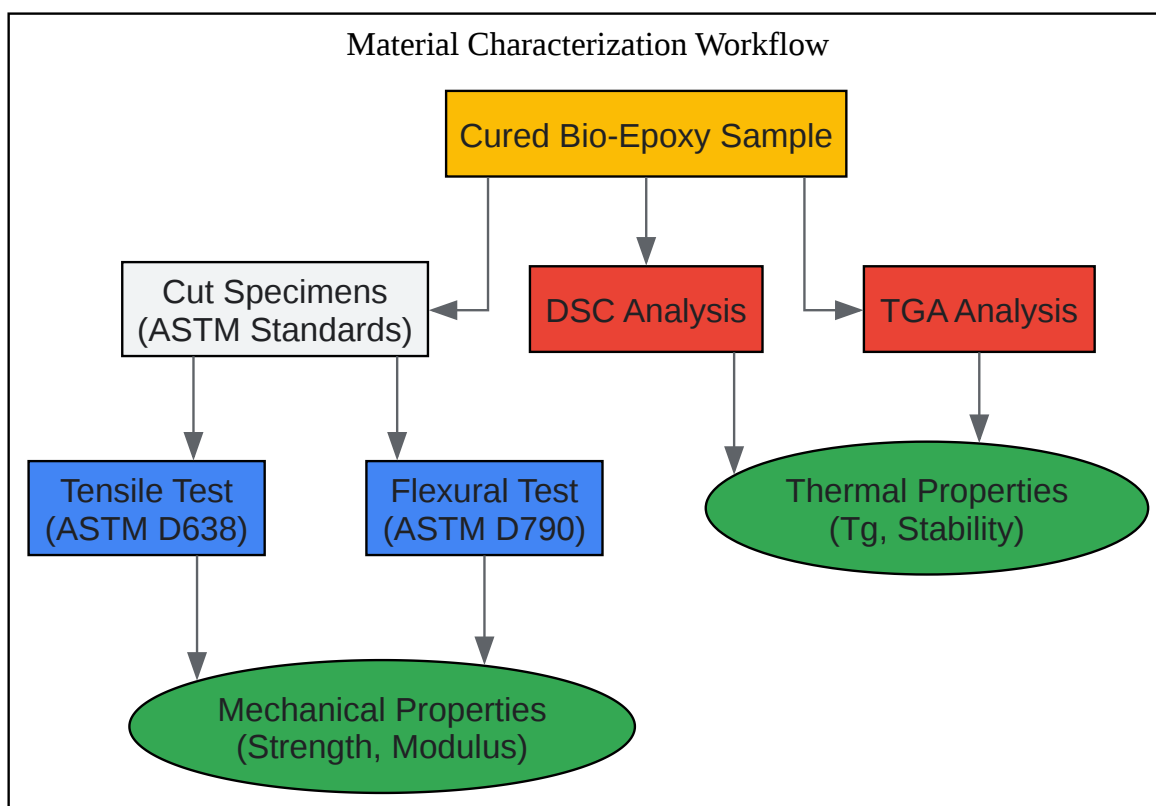 Material Characterization Workflow
Cured Bio-Epoxy Sample
Cut Specimens
(ASTM Standards)
DSC Analysis
TGA Analysis
Tensile Test
(ASTM D638)
Flexural Test
(ASTM D790)
Thermal Properties
(Tg, Stability)
Mechanical Properties
(Strength, Modulus)